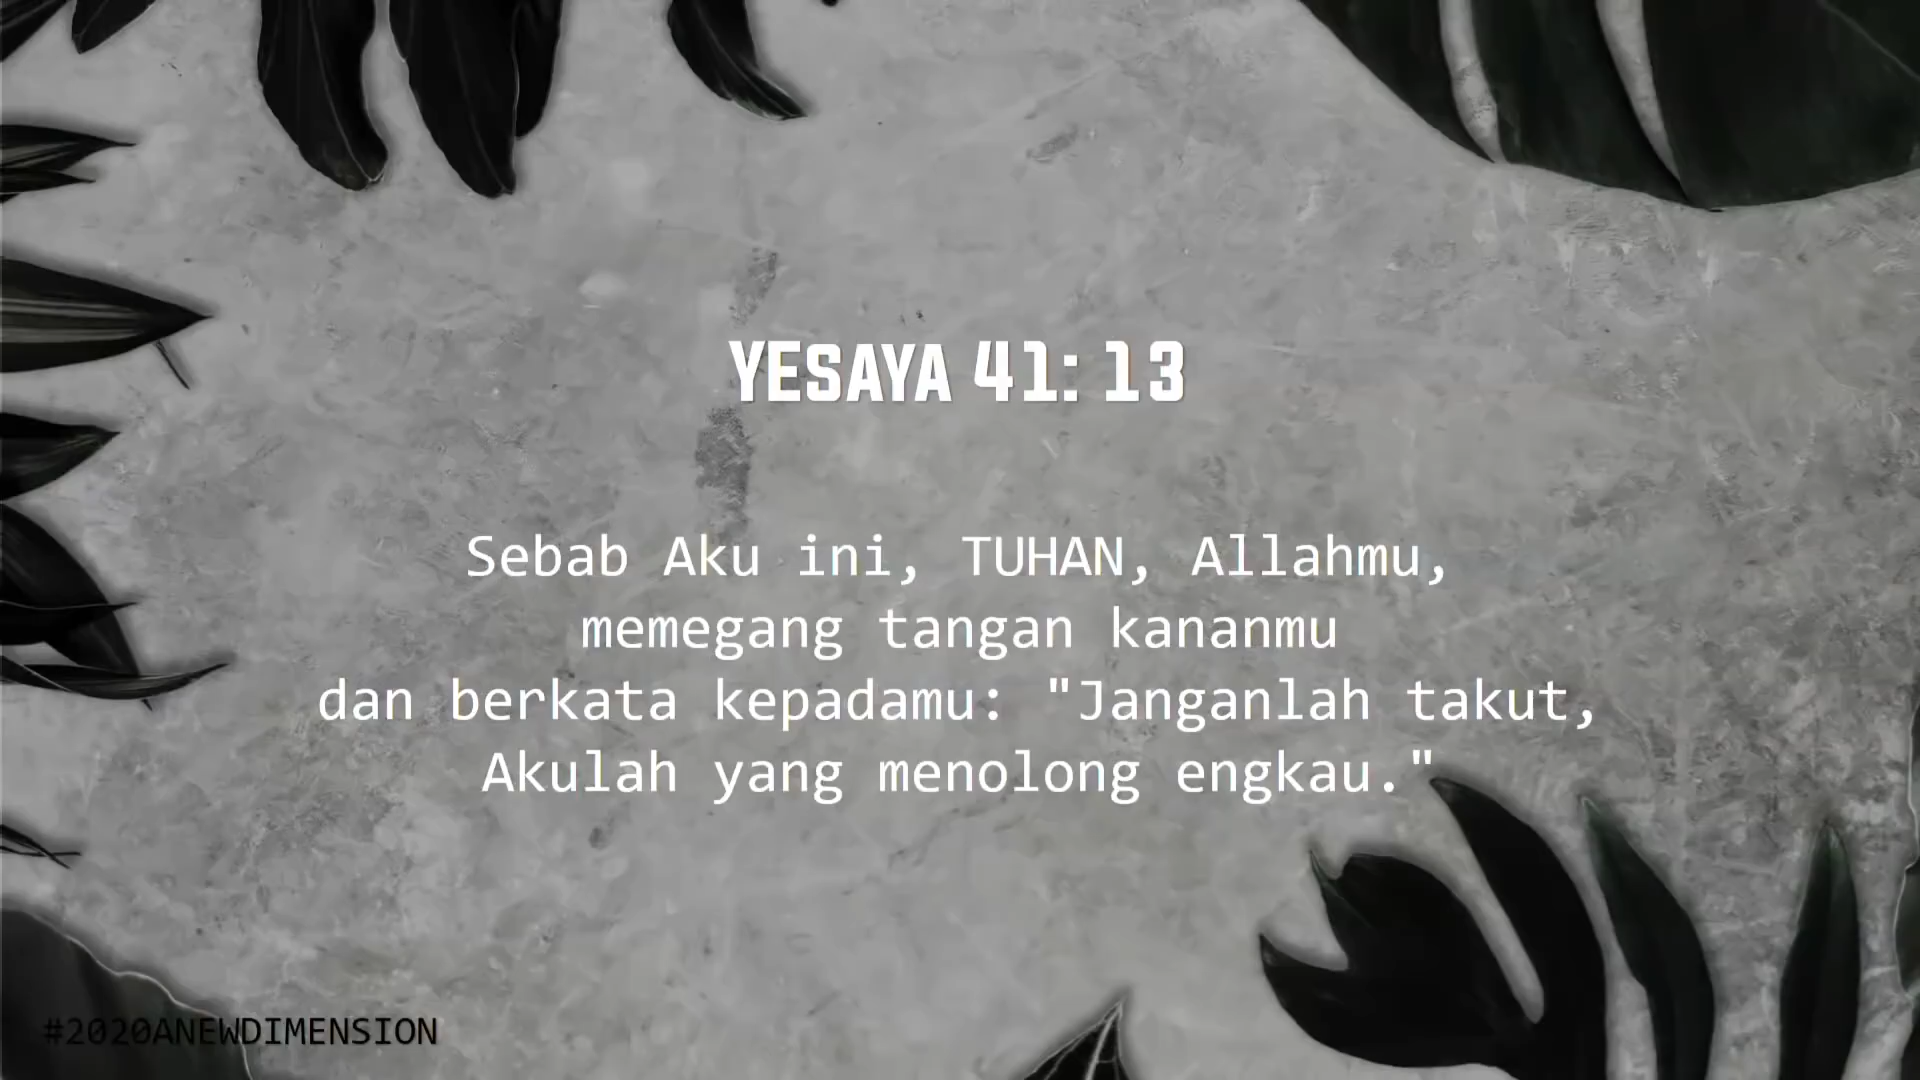 YESAYA 41: 13
Sebab Aku ini, TUHAN, Allahmu,
memegang tangan kananmu
dan berkata kepadamu: "Janganlah takut,
Akulah yang menolong engkau."
#2020ANEWDIMENSION